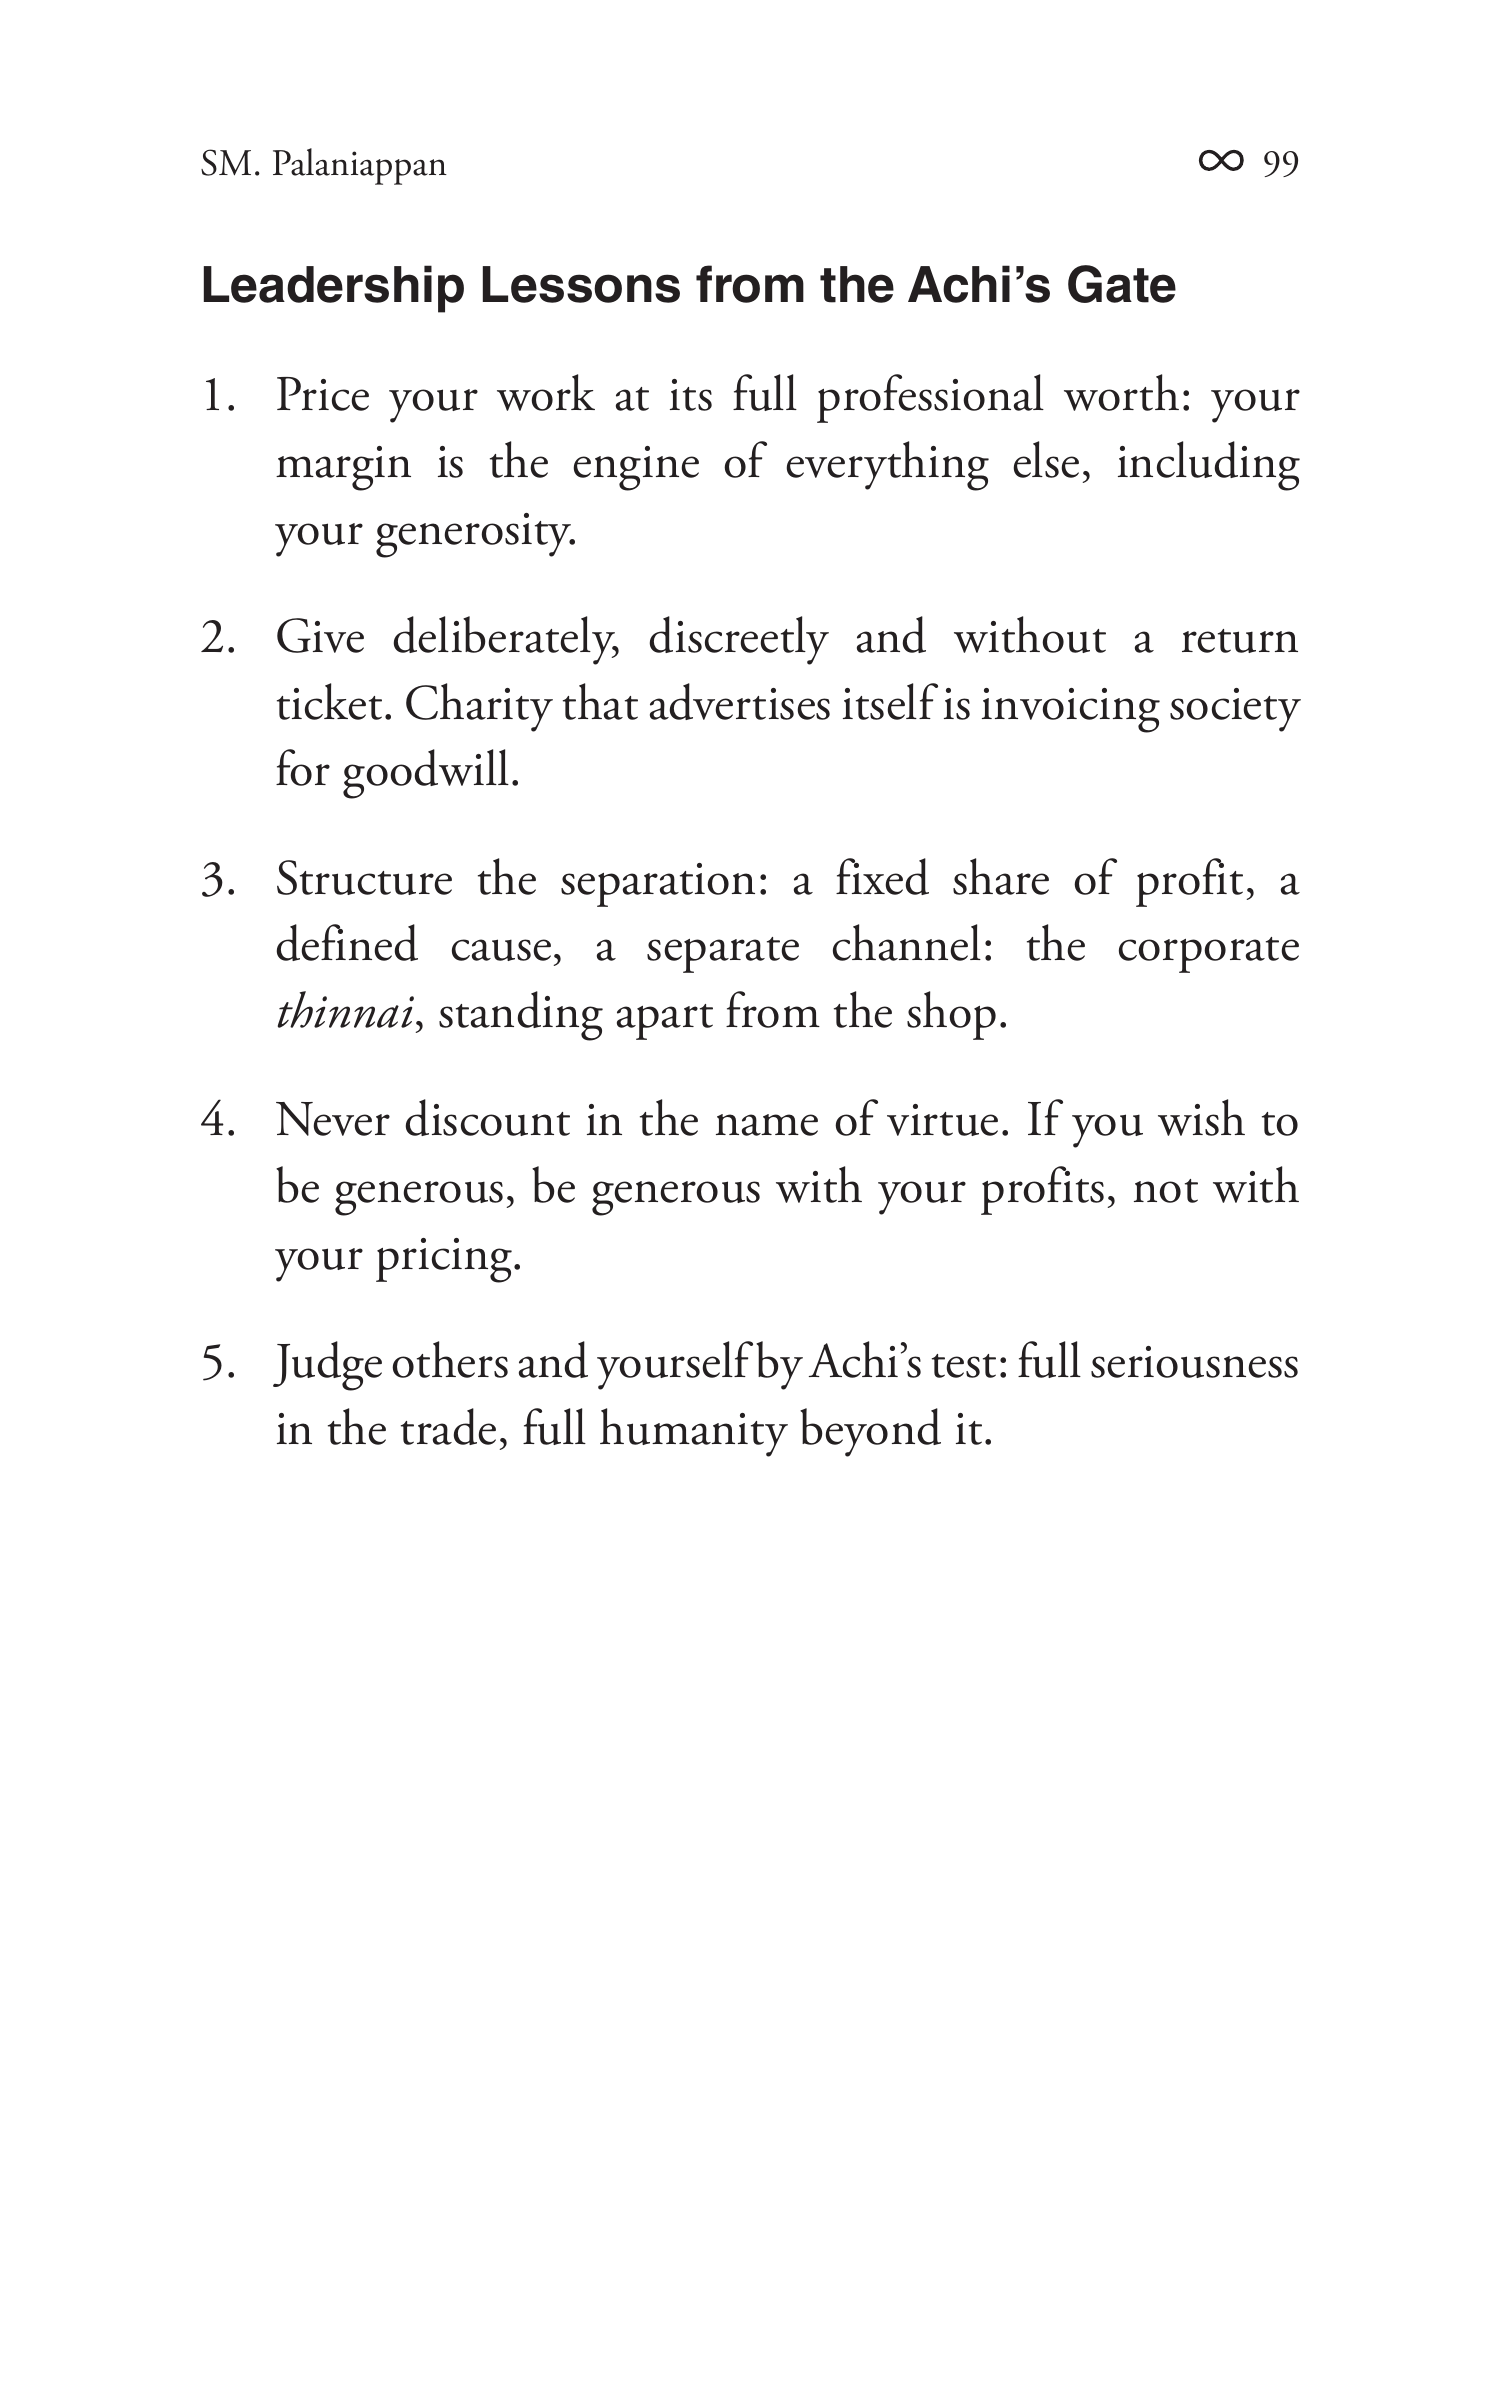 SM. Palaniappan ∞ 99
Leadership Lessons from the Achi’s Gate
1. Price your work at its full professional worth: your
margin is the engine of everything else, including
your generosity.
2. Give deliberately, discreetly and without a return
ticket. Charity that advertises itself is invoicing society
for goodwill.
3. Structure the separation: a fixed share of profit, a
defined cause, a separate channel: the corporate
thinnai, standing apart from the shop.
4. Never discount in the name of virtue. If you wish to
be generous, be generous with your profits, not with
your pricing.
5. Judge others and yourself by Achi’s test: full seriousness
in the trade, full humanity beyond it.